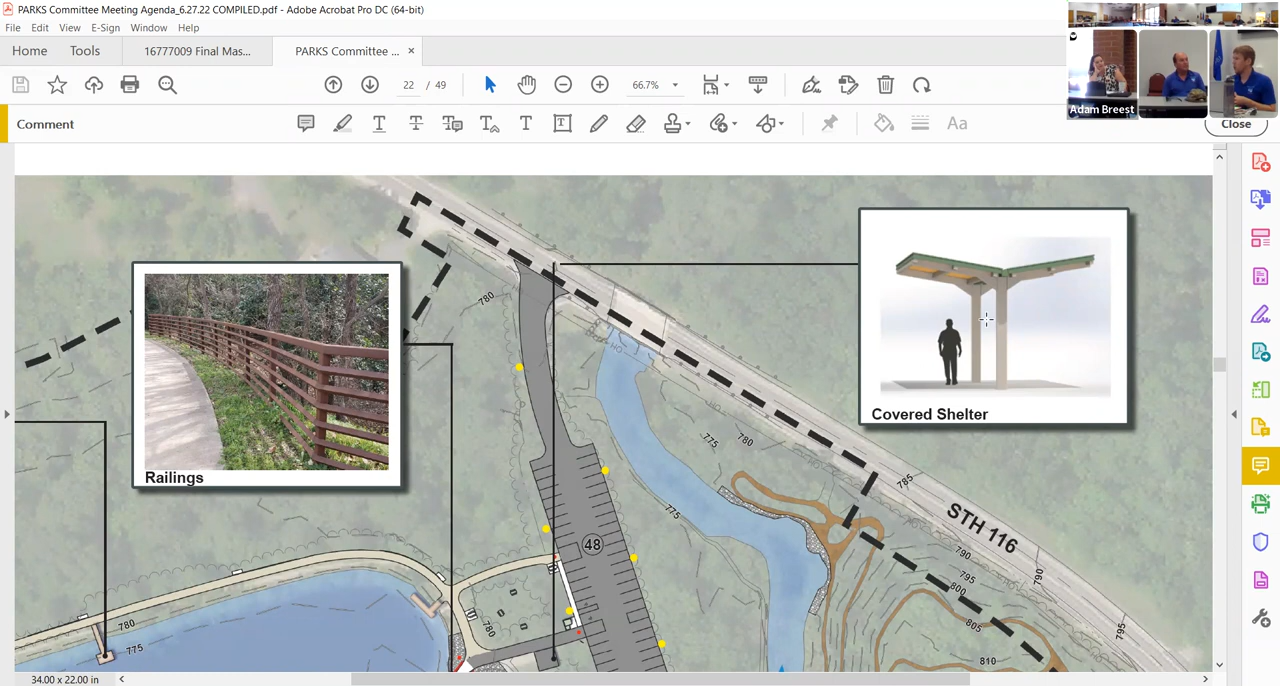 PARKS Committee Meeting Agenda_6.27.22 COMPILED.pdf - Adobe Acrobat Pro DC (64-bit)
File Edit View E-Sign Window Help
Home Tools 16777009 Final Mas... PARKS Committee ... ×
22 / 49 66.7%
Comment
Close
Adam Breest
Railings
Covered Shelter
STH 116
48
780
775
780
785
775
790
795
800
805
790
795
810
780
775
780
34.00 x 22.00 in